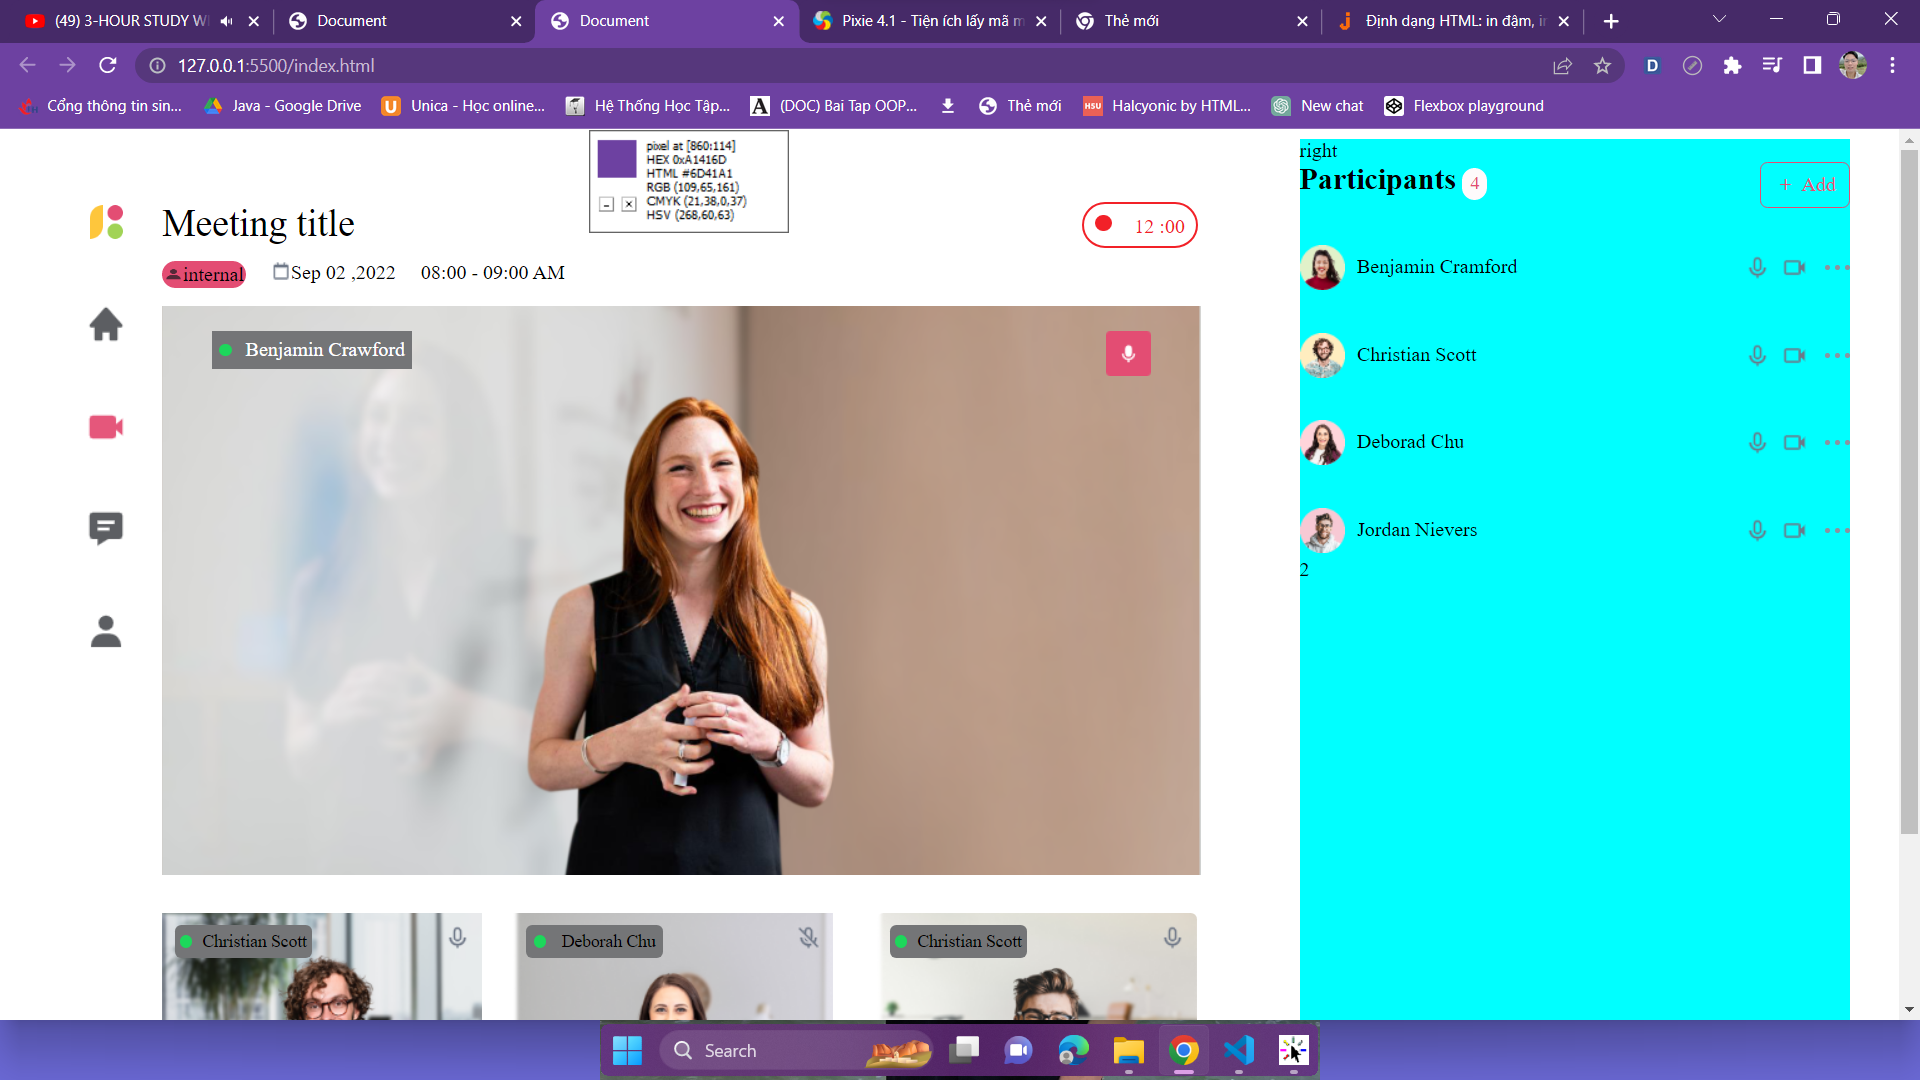 (49) 3-HOUR STUDY WI
Document
Document
Pixie 4.1 - Tiện ích lấy mã m
Thẻ mới
Định dạng HTML: in đậm, in
127.0.0.1:5500/index.html
Cổng thông tin sin...
Java - Google Drive
Unica - Học online...
Hệ Thống Học Tập...
(DOC) Bai Tap OOP...
Thẻ mới
Halcyonic by HTML...
New chat
Flexbox playground
pixel at [860:114]
HEX 0xA1416D
HTML #6D41A1
RGB (109,65,161)
CMYK (21,38,0,37)
HSV (268,60,63)
Meeting title
12 :00
internal
Sep 02 ,2022
08:00 - 09:00 AM
Benjamin Crawford
Christian Scott
Deborah Chu
Christian Scott
right
Participants 4
+ Add
Benjamin Cramford
Christian Scott
Deborad Chu
Jordan Nievers
2
Search